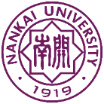 NANKAI UNIVERSITY
南開
· 1919 ·